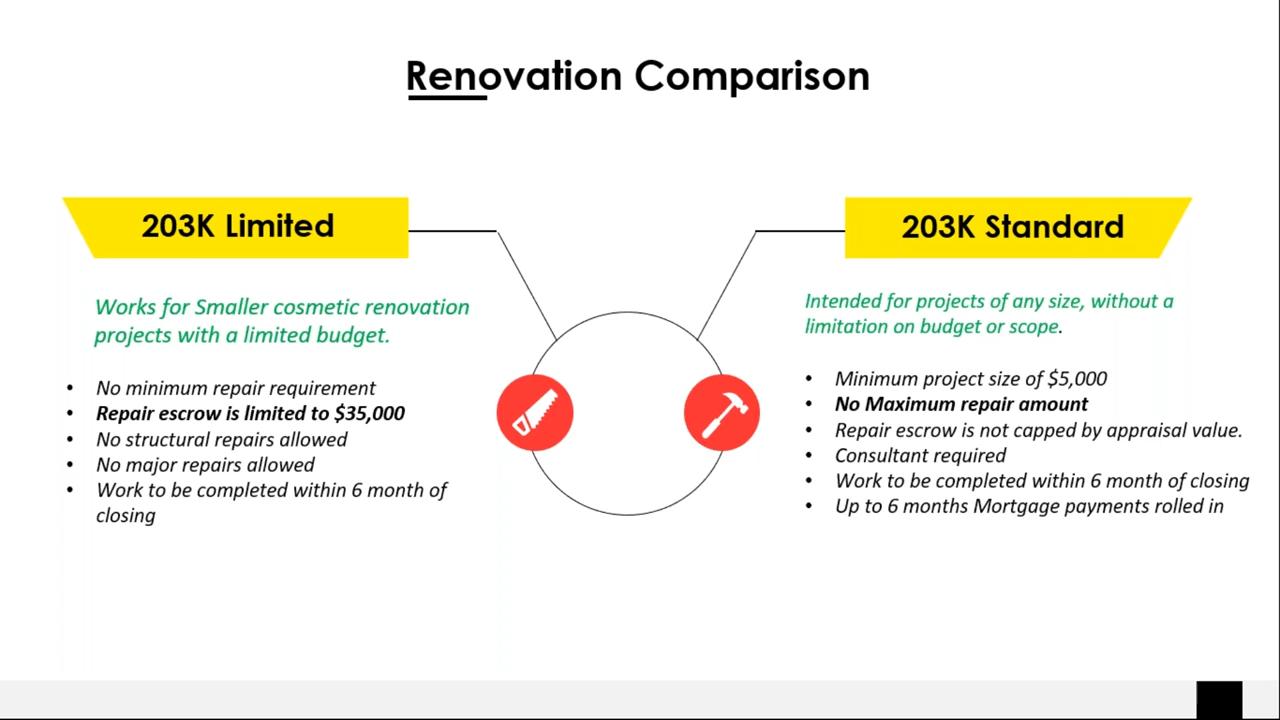 Renovation Comparison
203K Limited
Works for Smaller cosmetic renovation
projects with a limited budget.
• No minimum repair requirement
• Repair escrow is limited to $35,000
• No structural repairs allowed
• No major repairs allowed
• Work to be completed within 6 month of
closing
203K Standard
Intended for projects of any size, without a
limitation on budget or scope.
• Minimum project size of $5,000
• No Maximum repair amount
• Repair escrow is not capped by appraisal value.
• Consultant required
• Work to be completed within 6 month of closing
• Up to 6 months Mortgage payments rolled in